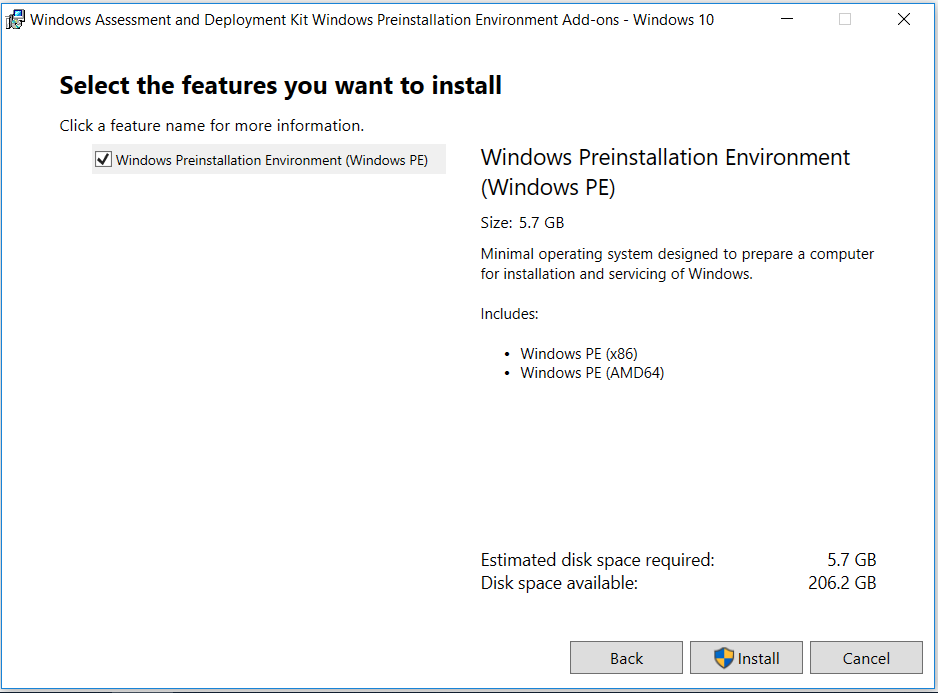 Windows Assessment and Deployment Kit Windows Preinstallation Environment Add-ons - Windows 10
Select the features you want to install
Click a feature name for more information.
Windows Preinstallation Environment (Windows PE)
Windows Preinstallation Environment
(Windows PE)
Size: 5.7 GB
Minimal operating system designed to prepare a computer
for installation and servicing of Windows.
Includes:
• Windows PE (x86)
• Windows PE (AMD64)
Estimated disk space required: 5.7 GB
Disk space available: 206.2 GB
Back Install Cancel